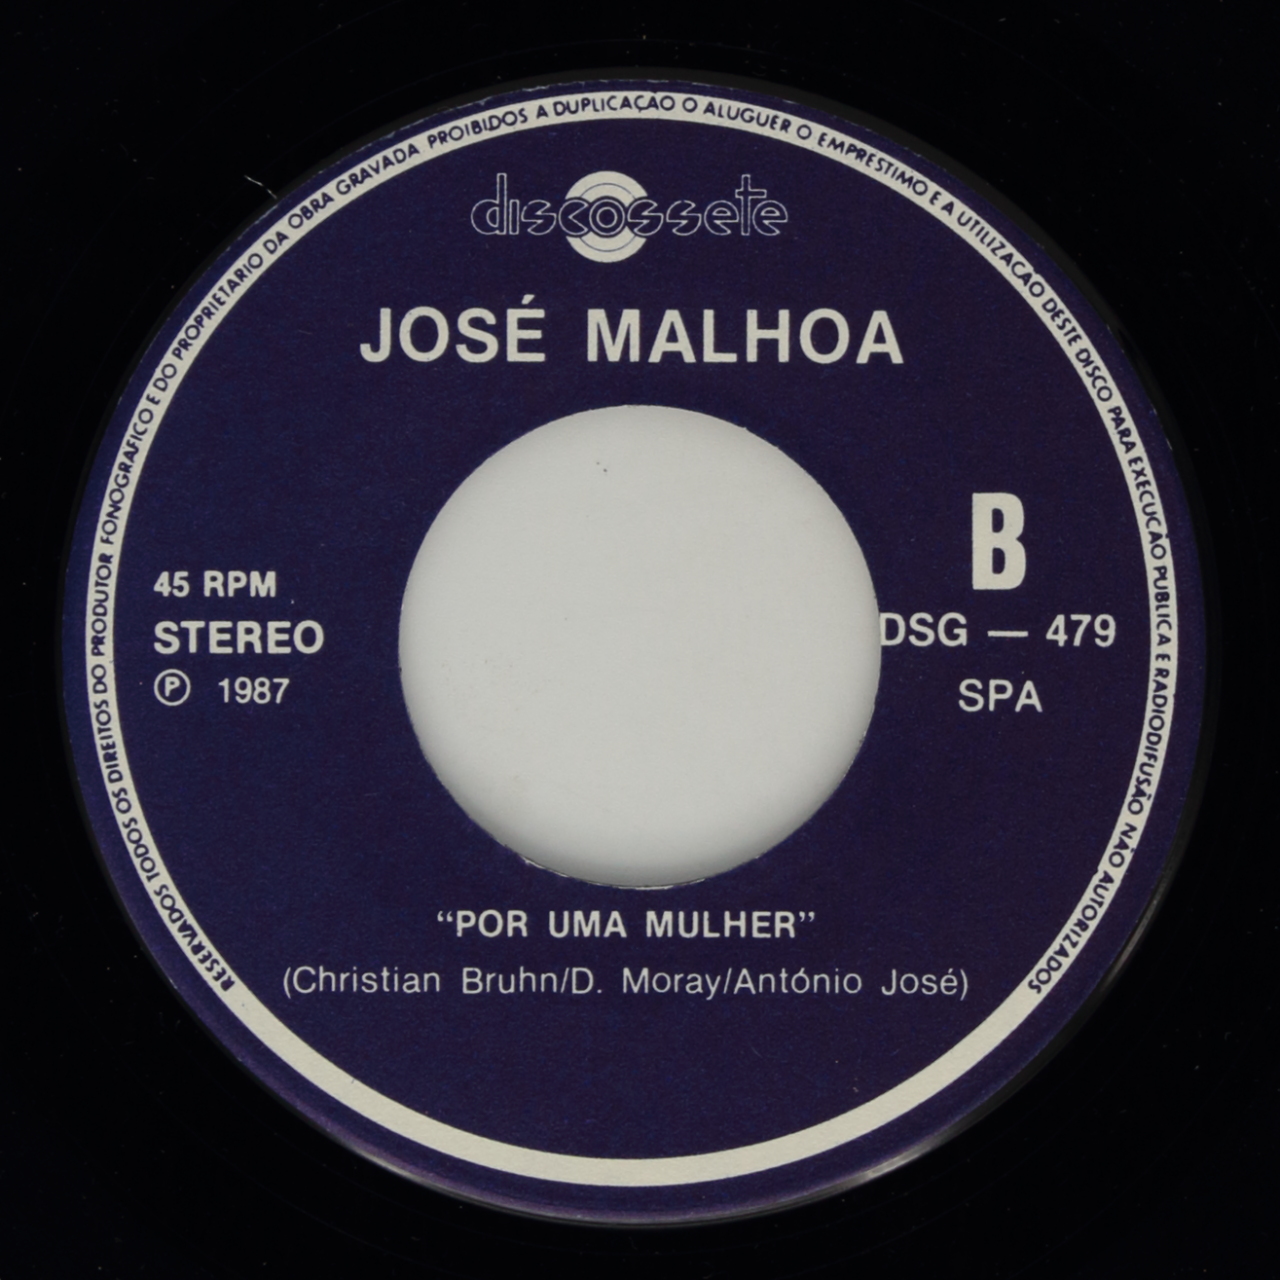 RESERVADOS TODOS OS DIREITOS DO PRODUTOR FONOGRAFICO E DO PROPRIETARIO DA OBRA GRAVADA PROIBIDOS A DUPLICAÇÃO O ALUGUER O EMPRESTIMO E A UTILIZAÇÃO DESTE DISCO PARA EXECUÇÃO PUBLICA E RADIODIFUSÃO NÃO AUTORIZADOS
discossete
JOSÉ MALHOA
B
45 RPM
DSG — 479
STEREO
SPA
℗ 1987
“POR UMA MULHER”
(Christian Bruhn/D. Moray/António José)